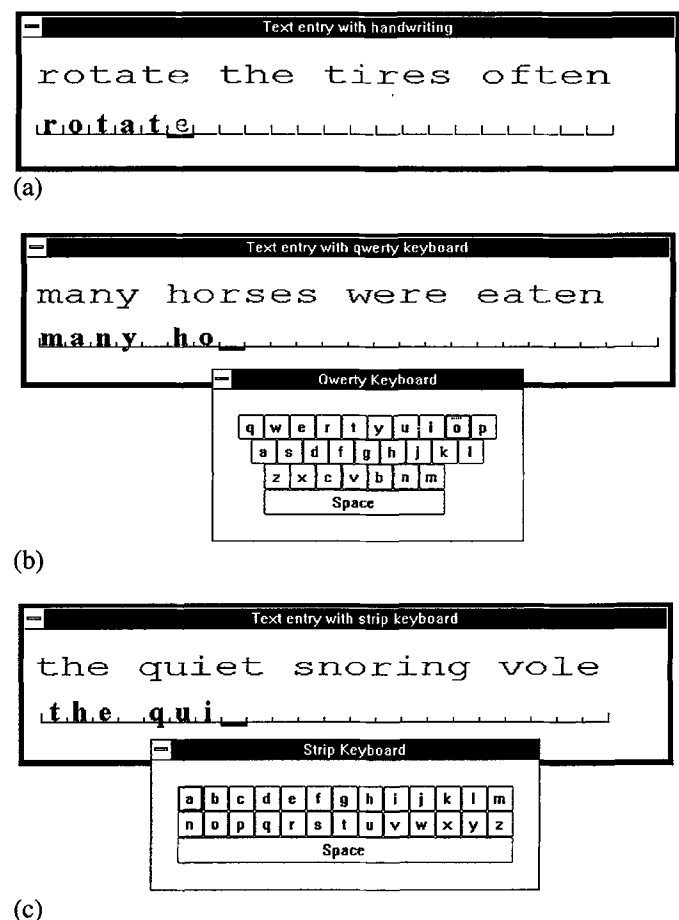 Text entry with handwriting
rotate the tires often
rotate
(a)
Text entry with qwerty keyboard
many horses were eaten
many ho
Qwerty Keyboard
q w e r t y u i o p
a s d f g h j k l
z x c v b n m
Space
(b)
Text entry with strip keyboard
the quiet snoring vole
the qui
Strip Keyboard
a b c d e f g h i j k l m
n o p q r s t u v w x y z
Space
(c)